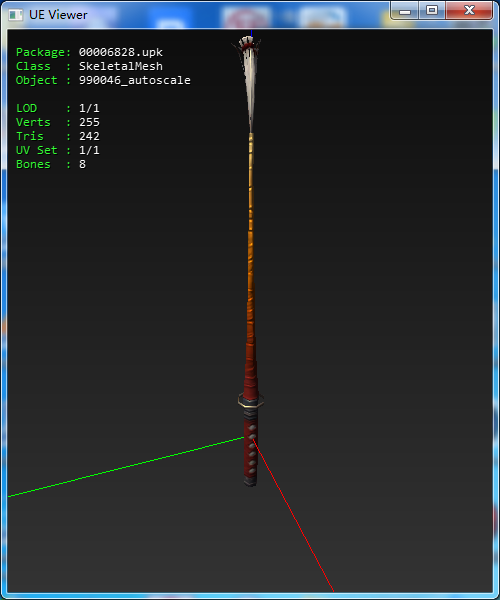 UE Viewer
Package: 00006828.upk
Class : SkeletalMesh
Object : 990046_autoscale
LOD : 1/1
Verts : 255
Tris : 242
UV Set : 1/1
Bones : 8